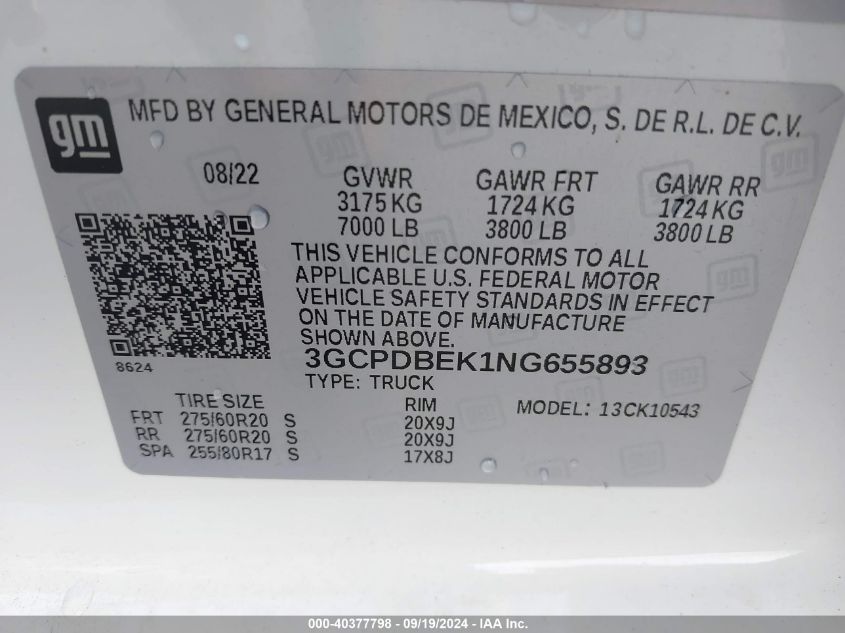 gm
MFD BY GENERAL MOTORS DE MEXICO, S. DE R.L. DE C.V.
08/22 GVWR GAWR FRT GAWR RR
3175 KG 1724 KG 1724 KG
7000 LB 3800 LB 3800 LB
THIS VEHICLE CONFORMS TO ALL
APPLICABLE U.S. FEDERAL MOTOR
VEHICLE SAFETY STANDARDS IN EFFECT
ON THE DATE OF MANUFACTURE
SHOWN ABOVE.
8624 3GCPDBEK1NG655893
TYPE: TRUCK
TIRE SIZE RIM MODEL: 13CK10543
FRT 275/60R20 S 20X9J
RR 275/60R20 S 20X9J
SPA 255/80R17 S 17X8J
000-40377798 - 09/19/2024 - IAA Inc.